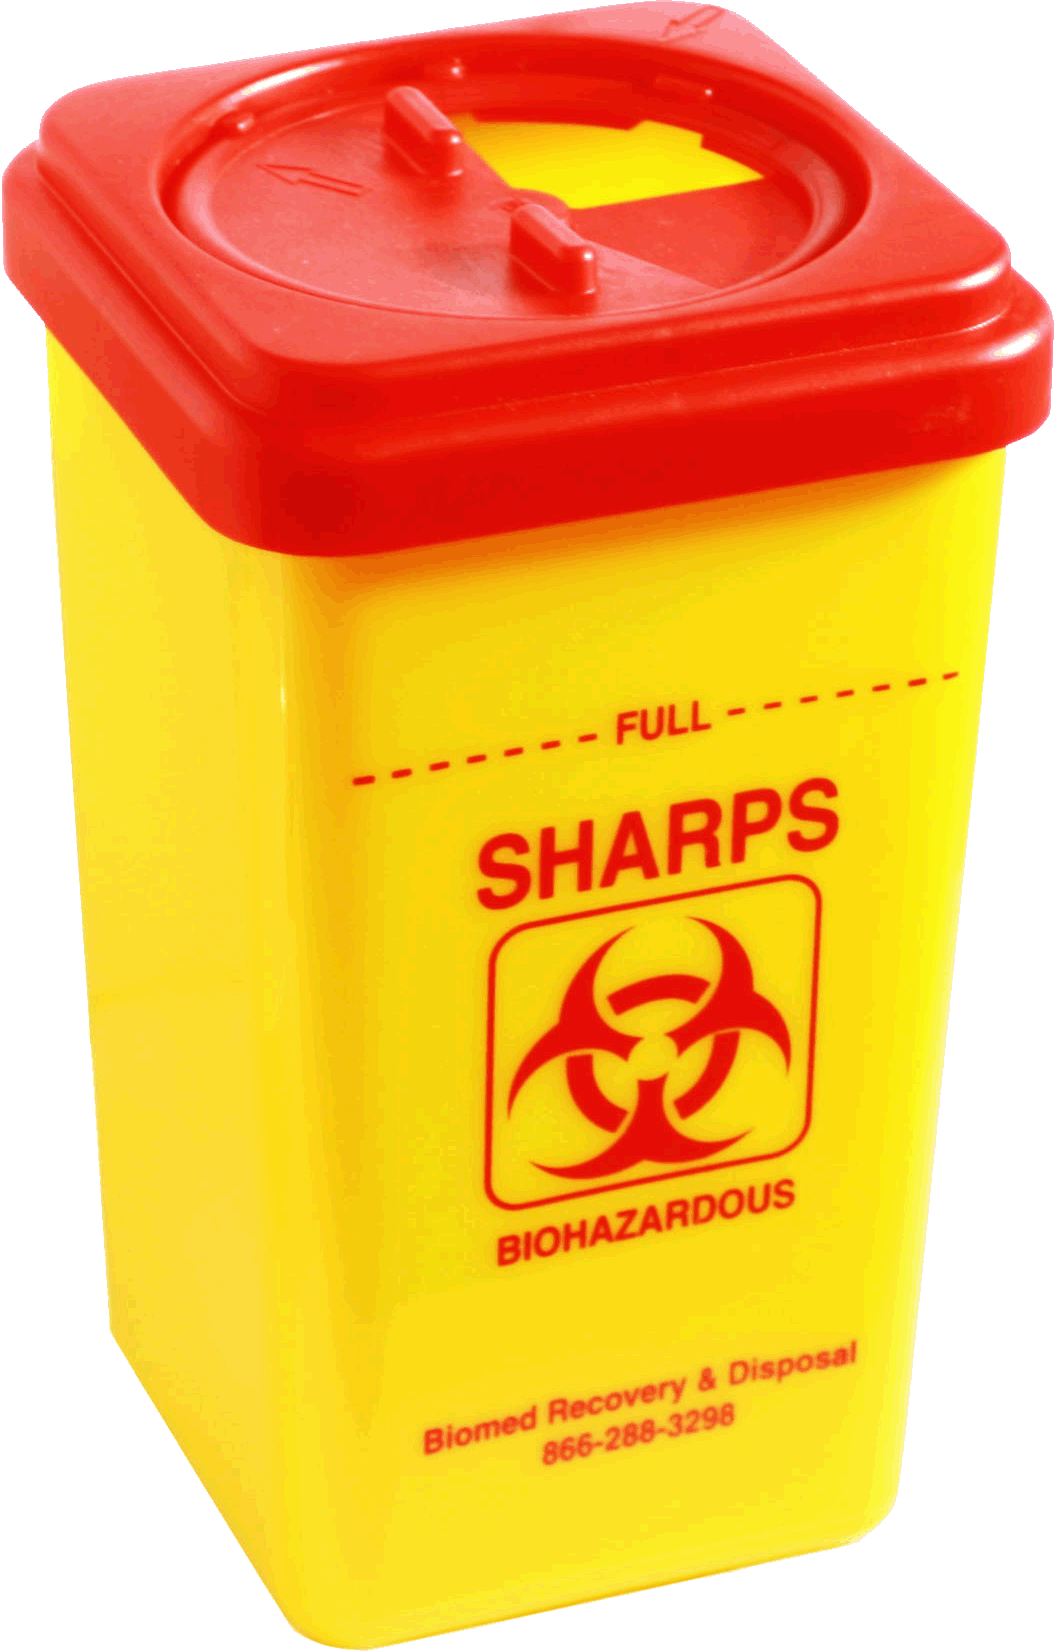 FULL
SHARPS
BIOHAZARDOUS
Biomed Recovery & Disposal
866-288-3298